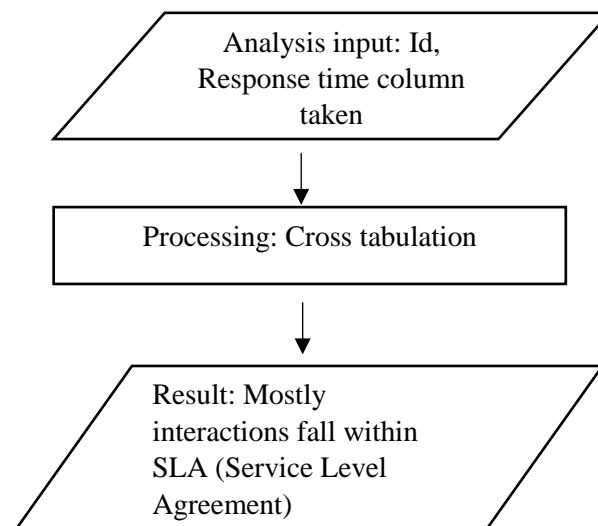 Analysis input: Id,
Response time column
taken
Processing: Cross tabulation
Result: Mostly
interactions fall within
SLA (Service Level
Agreement)